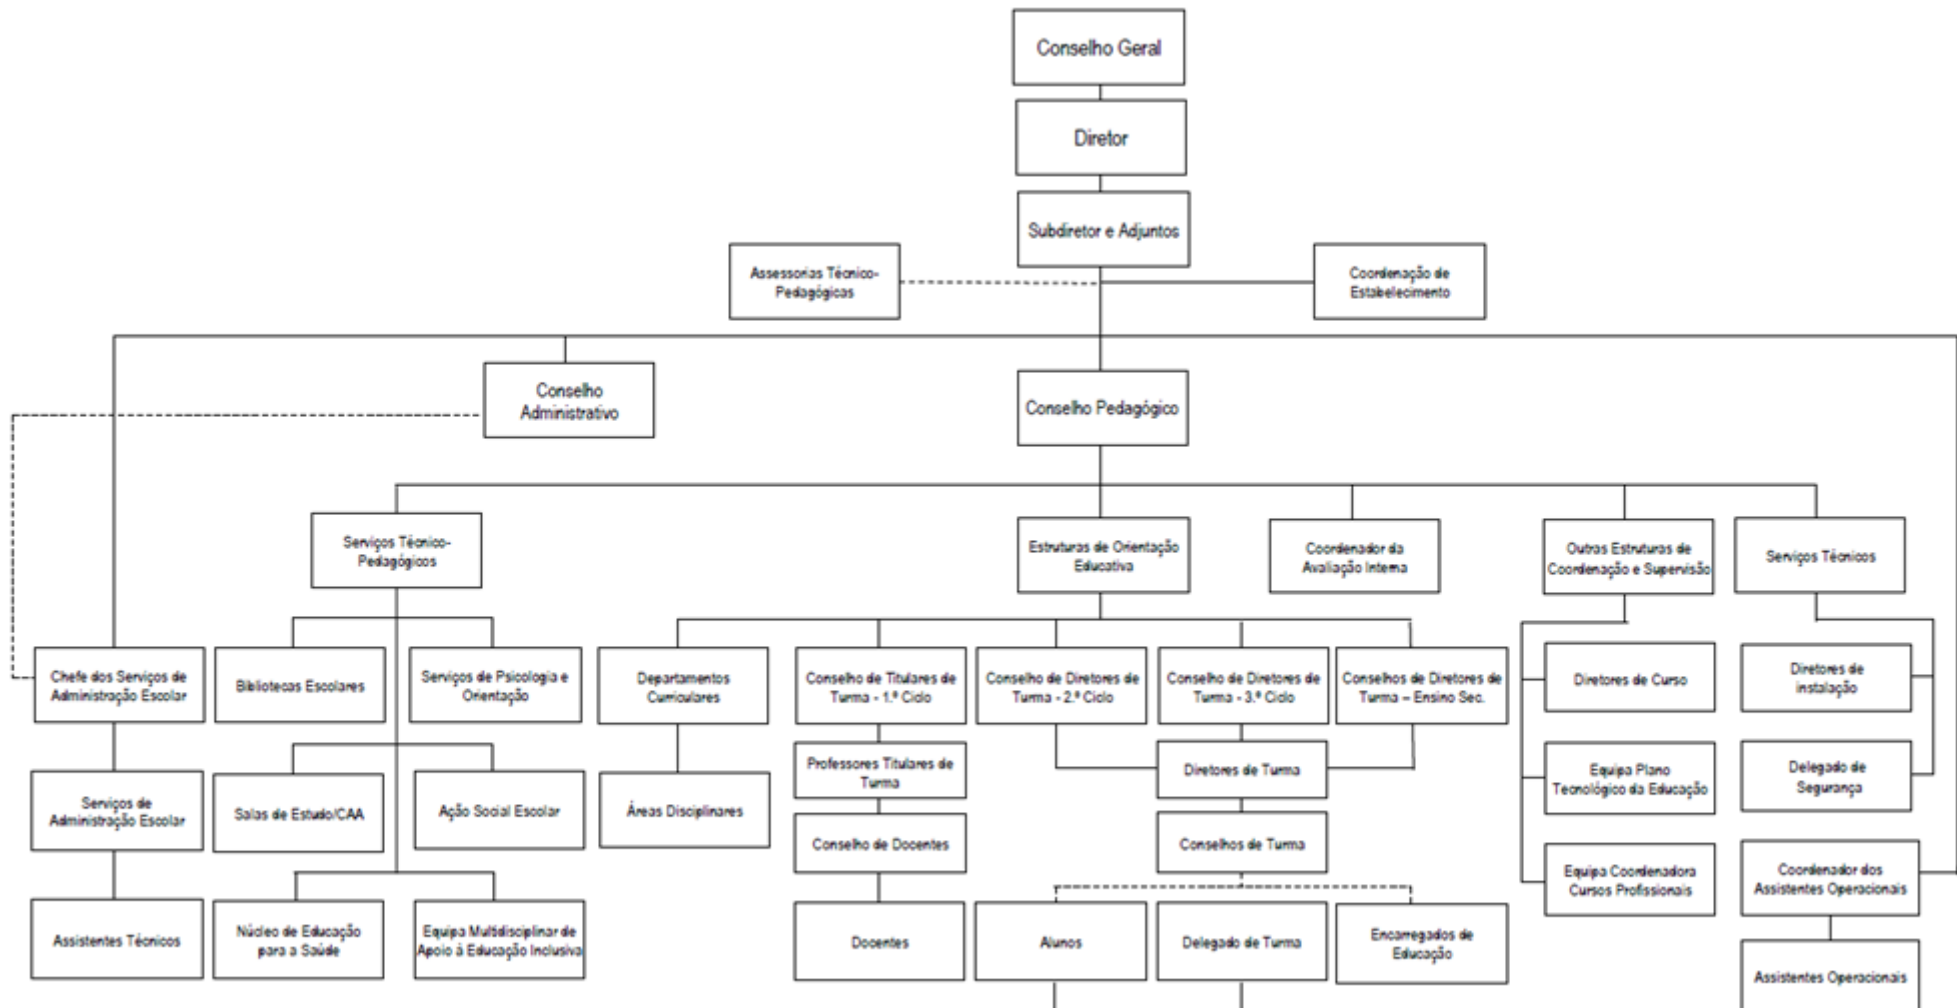 Conselho Geral
Diretor
Subdiretor e Adjuntos
Assessorias Técnico-
Pedagógicas
Coordenação de
Estabelecimento
Conselho
Administrativo
Conselho Pedagógico
Serviços Técnico-
Pedagógicos
Estruturas de Orientação
Educativa
Coordenador da
Avaliação Interna
Outras Estruturas de
Coordenação e Supervisão
Serviços Técnicos
Chefe dos Serviços de
Administração Escolar
Bibliotecas Escolares
Serviços de Psicologia e
Orientação
Departamentos
Curriculares
Conselho de Titulares de
Turma - 1.º Ciclo
Conselho de Diretores de
Turma - 2.º Ciclo
Conselho de Diretores de
Turma - 3.º Ciclo
Conselhos de Diretores de
Turma – Ensino Sec.
Diretores de Curso
Diretores de
instalação
Serviços de
Administração Escolar
Salas de Estudo/CAA
Ação Social Escolar
Áreas Disciplinares
Professores Titulares de
Turma
Diretores de Turma
Equipa Plano
Tecnológico da Educação
Delegado de
Segurança
Conselho de Docentes
Conselhos de Turma
Equipa Coordenadora
Cursos Profissionais
Coordenador dos
Assistentes Operacionais
Assistentes Técnicos
Núcleo de Educação
para a Saúde
Equipa Multidisciplinar de
Apoio à Educação Inclusiva
Docentes
Alunos
Delegado de Turma
Encarregados de
Educação
Assistentes Operacionais